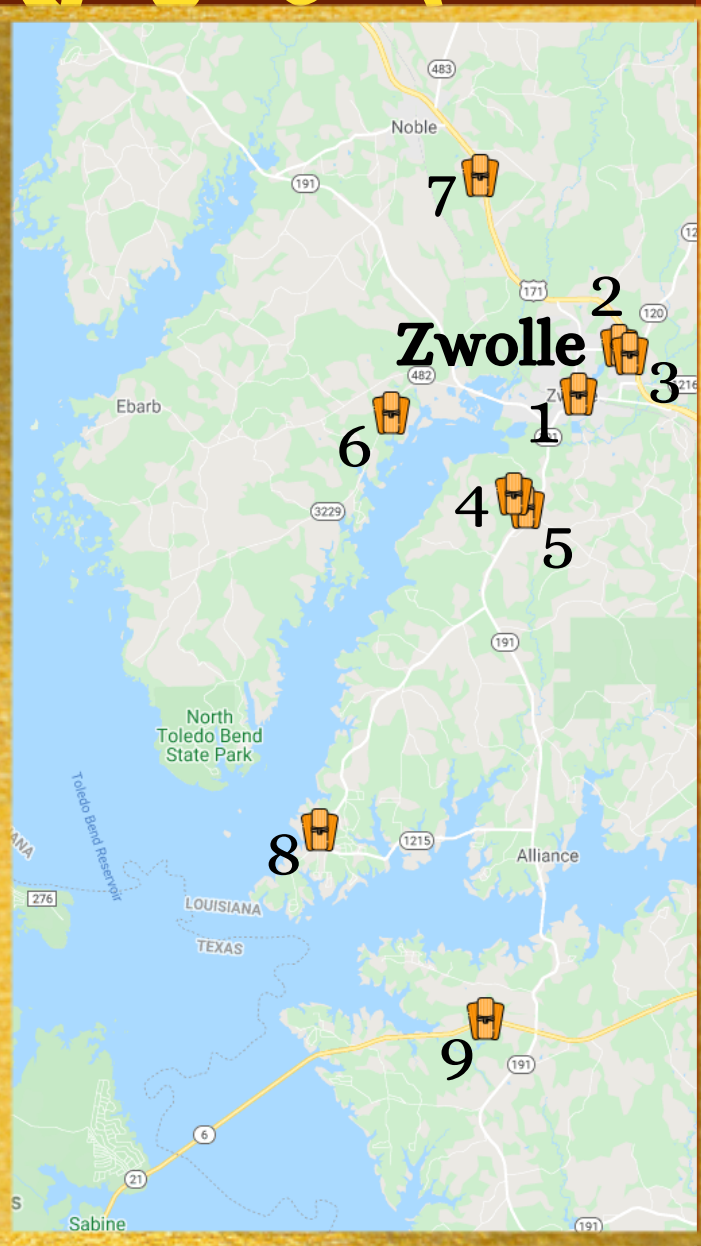 483
Noble
191
7
12
171
2
120
Zwolle
482
3
216
Zw
1
Ebarb
6
4
3229
5
191
North
Toledo Bend
State Park
Toledo Bend Reservoir
8
1215
Alliance
ANA
276
LOUISIANA
TEXAS
9
191
6
21
S
Sabine
191